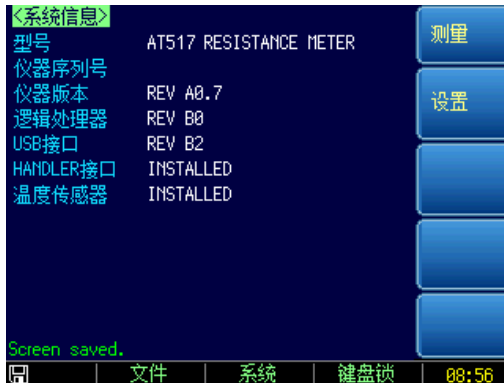 <系统信息>
型号 AT517 RESISTANCE METER
仪器序列号
仪器版本 REV A0.7
逻辑处理器 REV B0
USB接口 REV B2
HANDLER接口 INSTALLED
温度传感器 INSTALLED
测量
设置
Screen saved.
文件 系统 键盘锁 08:56